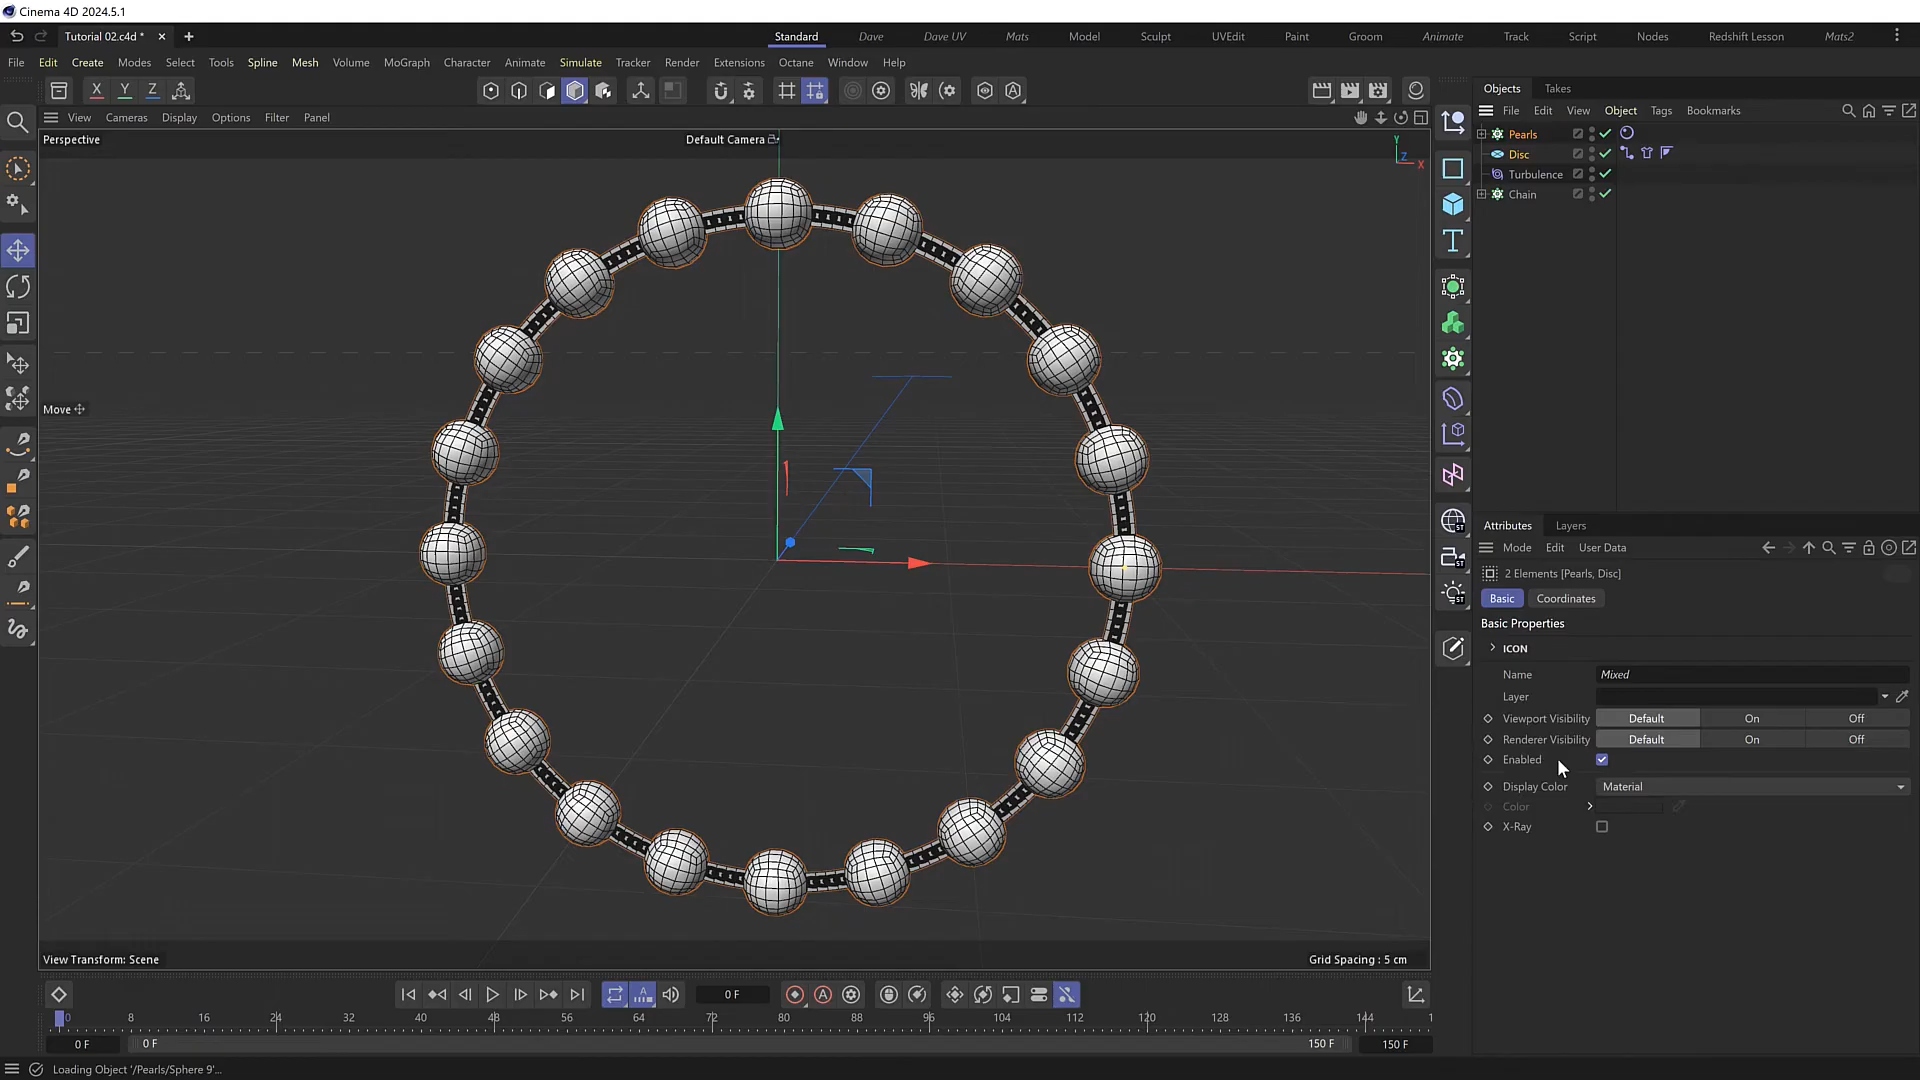 Cinema 4D 2024.5.1
Tutorial 02.c4d *
Standard Dave Dave UV Mats Model Sculpt UVEdit Paint Groom Animate Track Script Nodes Redshift Lesson Mats2
File Edit Create Modes Select Tools Spline Mesh Volume MoGraph Character Animate Simulate Tracker Render Extensions Octane Window Help
X Y Z
Objects Takes
View Cameras Display Options Filter Panel
File Edit View Object Tags Bookmarks
Perspective
Default Camera
Y
Z
X
Pearls
Disc
Turbulence
Chain
Move
Attributes Layers
Mode Edit User Data
2 Elements [Pearls, Disc]
Basic Coordinates
Basic Properties
ICON
Name Mixed
Layer
Viewport Visibility Default On Off
Renderer Visibility Default On Off
Enabled
Display Color Material
Color
X-Ray
View Transform: Scene
Grid Spacing : 5 cm
0 F
0 8 16 24 32 40 48 56 64 72 80 88 96 104 112 120 128 136 144 1
0 F 0 F 150 F 150 F
Loading Object '/Pearls/Sphere 9'...